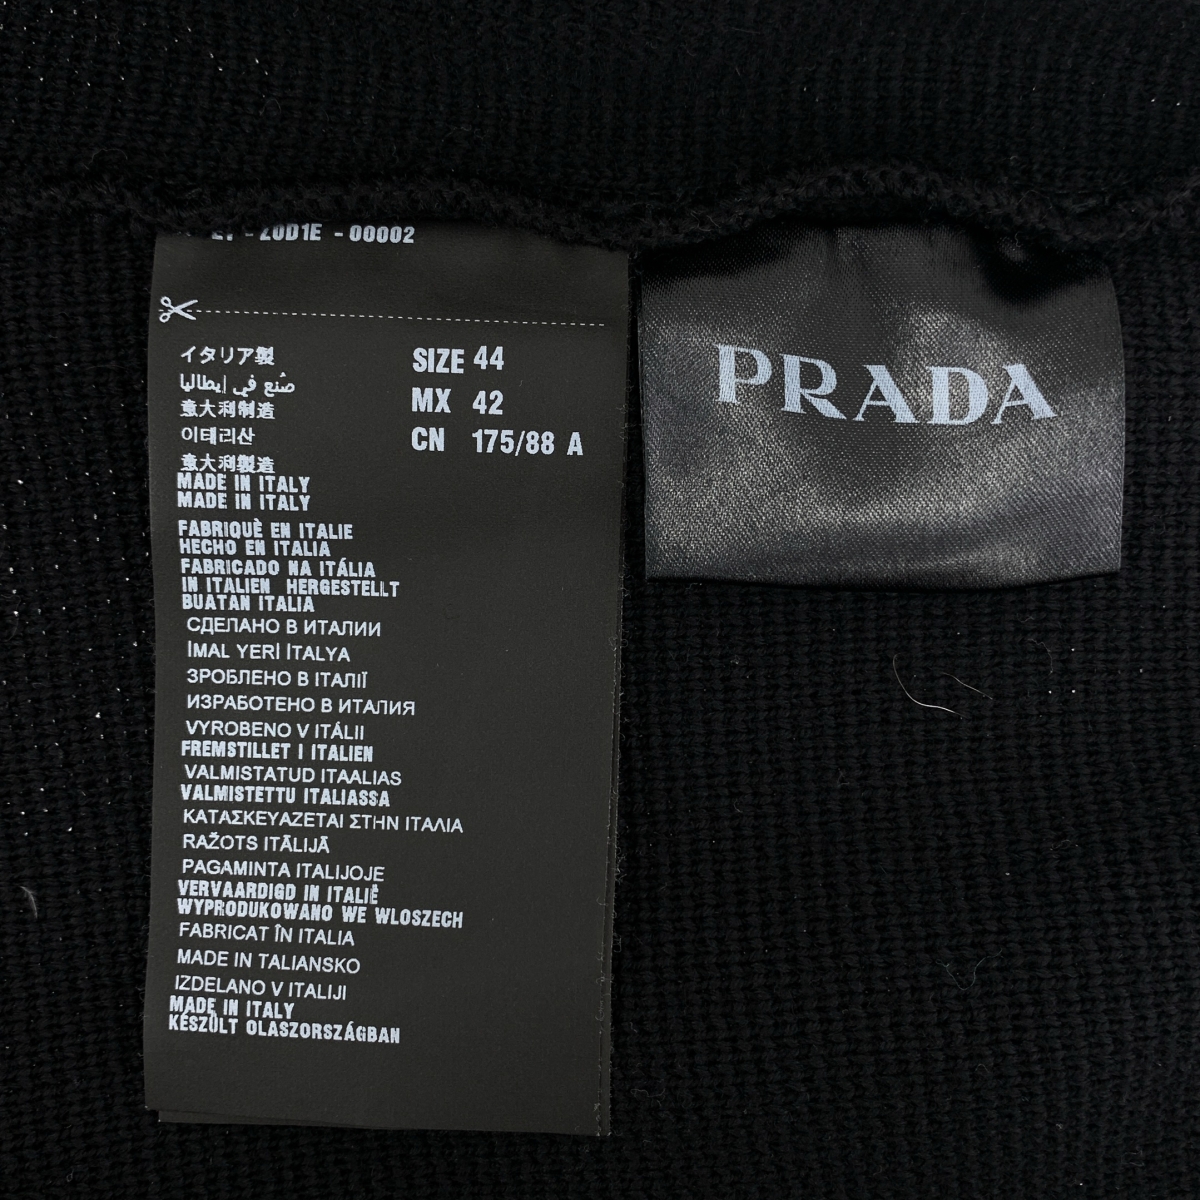 - Z0D1E - 00002
イタリア製
صُنع في إيطاليا
意大利制造
이태리산
意大利製造
MADE IN ITALY
MADE IN ITALY
FABRIQUÈ EN ITALIE
HECHO EN ITALIA
FABRICADO NA ITÁLIA
IN ITALIEN HERGESTELLT
BUATAN ITALIA
СДЕЛАНО В ИТАЛИИ
İMAL YERİ İTALYA
ЗРОБЛЕНО В ІТАЛІЇ
ИЗРАБОТЕНО В ИТАЛИЯ
VYROBENO V ITÁLII
FREMSTILLET I ITALIEN
VALMISTATUD ITAALIAS
VALMISTETTU ITALIASSA
ΚΑΤΑΣΚΕΥΑΖΕΤΑΙ ΣΤΗΝ ΙΤΑΛΙΑ
RAŽOTS ITĀLIJĀ
PAGAMINTA ITALIJOJE
VERVAARDIGD IN ITALIË
WYPRODUKOWANO WE WLOSZECH
FABRICAT ÎN ITALIA
MADE IN TALIANSKO
IZDELANO V ITALIJI
MADE IN ITALY
KÉSZÜLT OLASZORSZÁGBAN
SIZE 44
MX 42
CN 175/88 A
PRADA